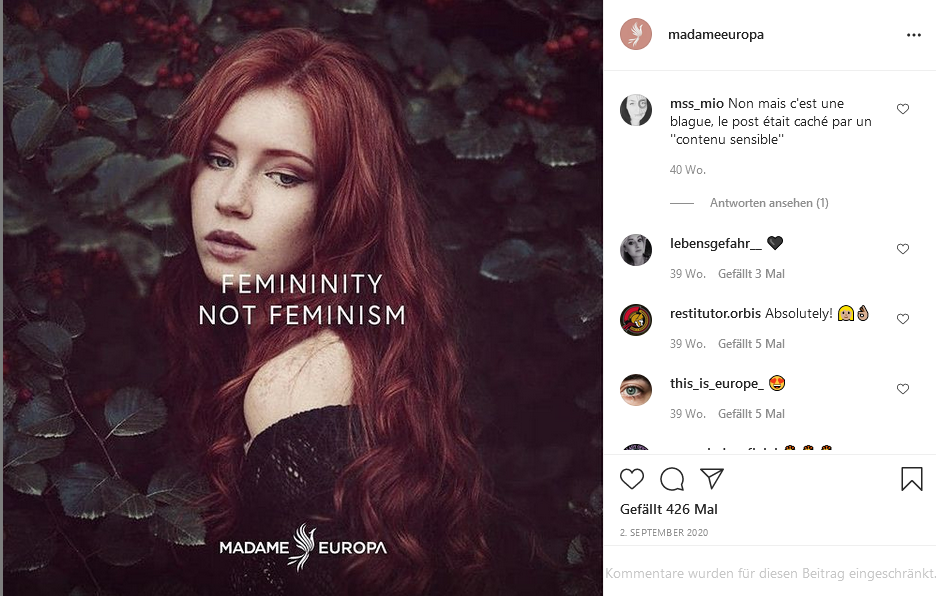 FEMININITY
NOT FEMINISM
MADAME EUROPA
madameeuropa
mss_mio Non mais c'est une
blague, le post était caché par un
"contenu sensible"
40 Wo.
Antworten ansehen (1)
lebensgefahr__ 🖤
39 Wo. Gefällt 3 Mal
restitutor.orbis Absolutely! 👱‍♀️👌
39 Wo. Gefällt 5 Mal
this_is_europe_ 😍
39 Wo. Gefällt 5 Mal
Gefällt 426 Mal
2. SEPTEMBER 2020
Kommentare wurden für diesen Beitrag eingeschränkt.